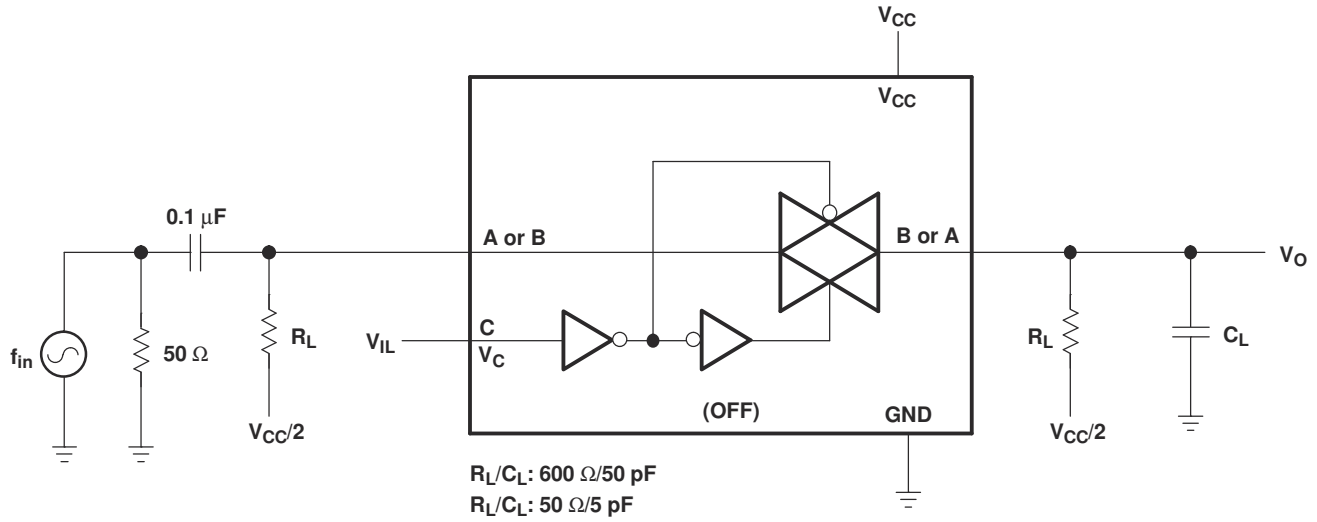 VCC
VCC
0.1 μF
A or B
B or A
VO
fin
50 Ω
RL
VCC/2
VIL
C
VC
(OFF)
GND
RL
VCC/2
CL
RL/CL: 600 Ω/50 pF
RL/CL: 50 Ω/5 pF